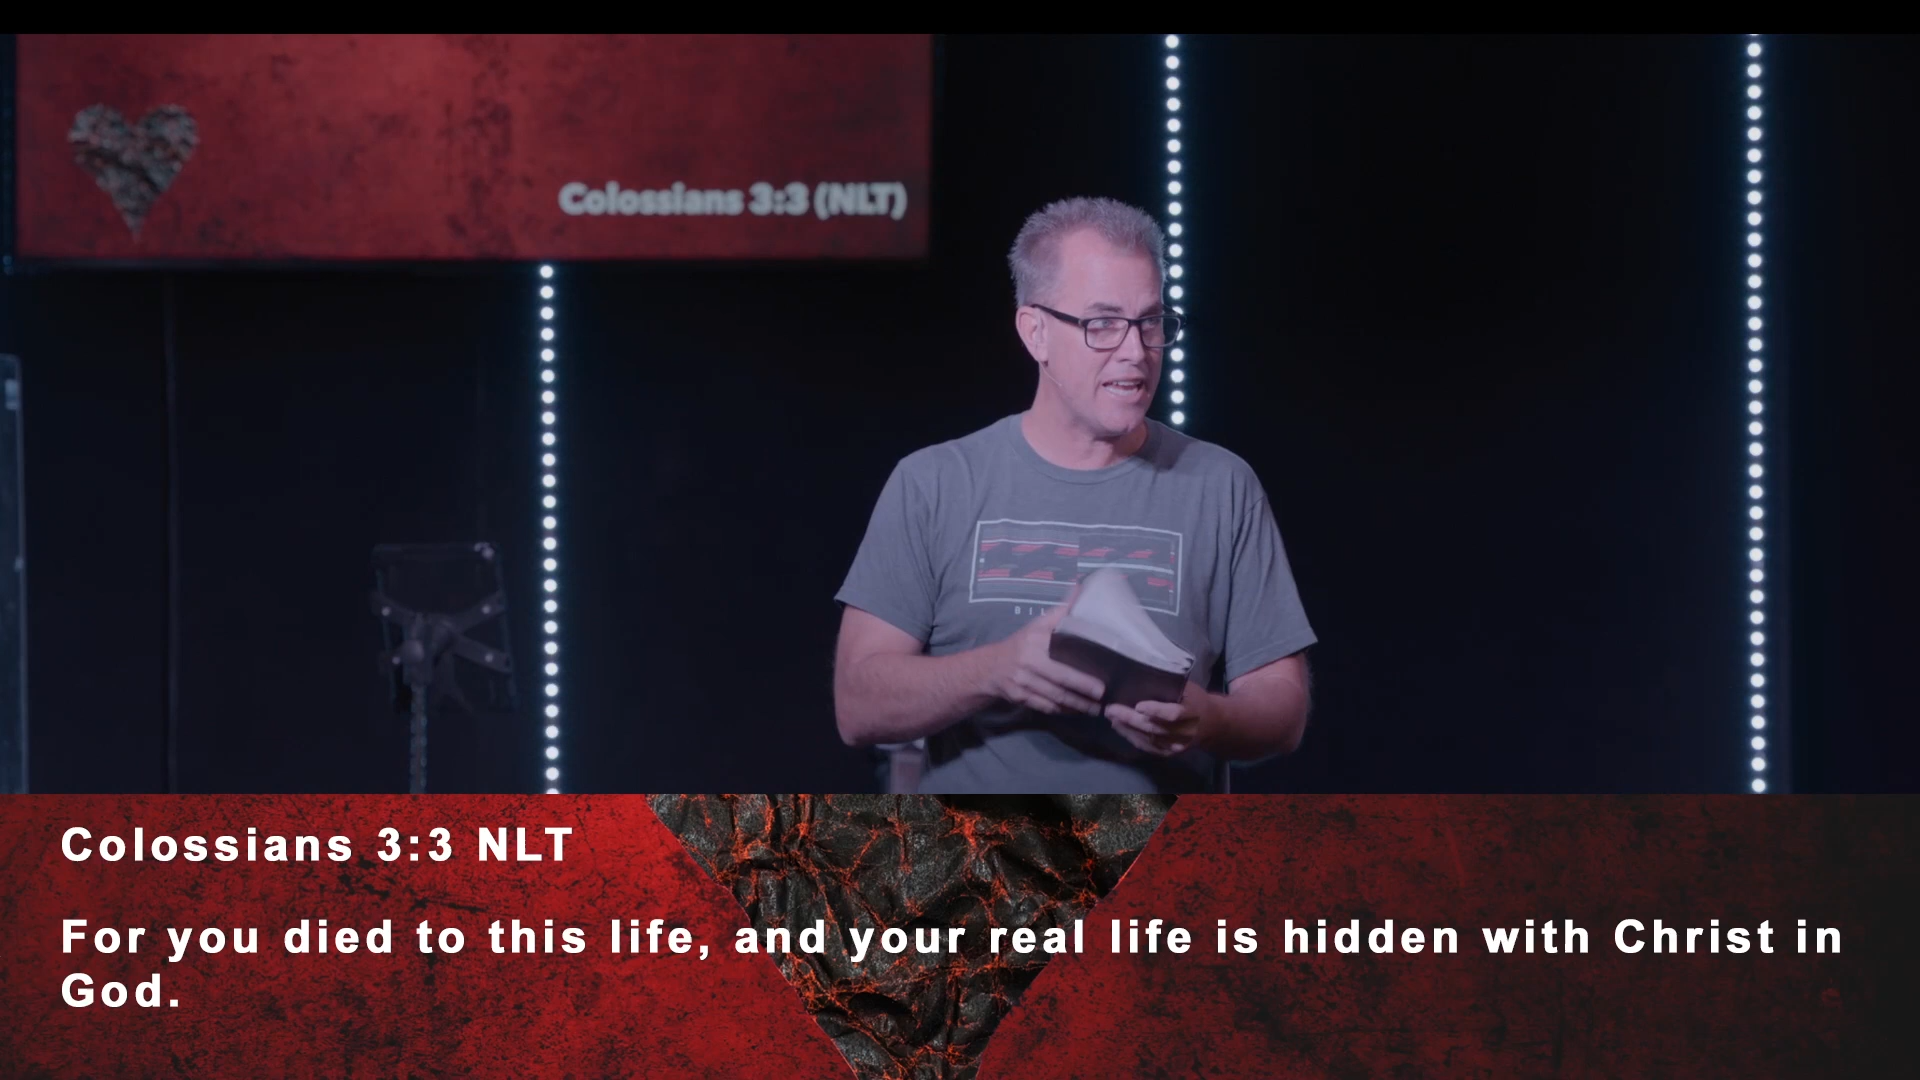 Colossians 3:3 (NLT)
Colossians 3:3 NLT
For you died to this life, and your real life is hidden with Christ in
God.